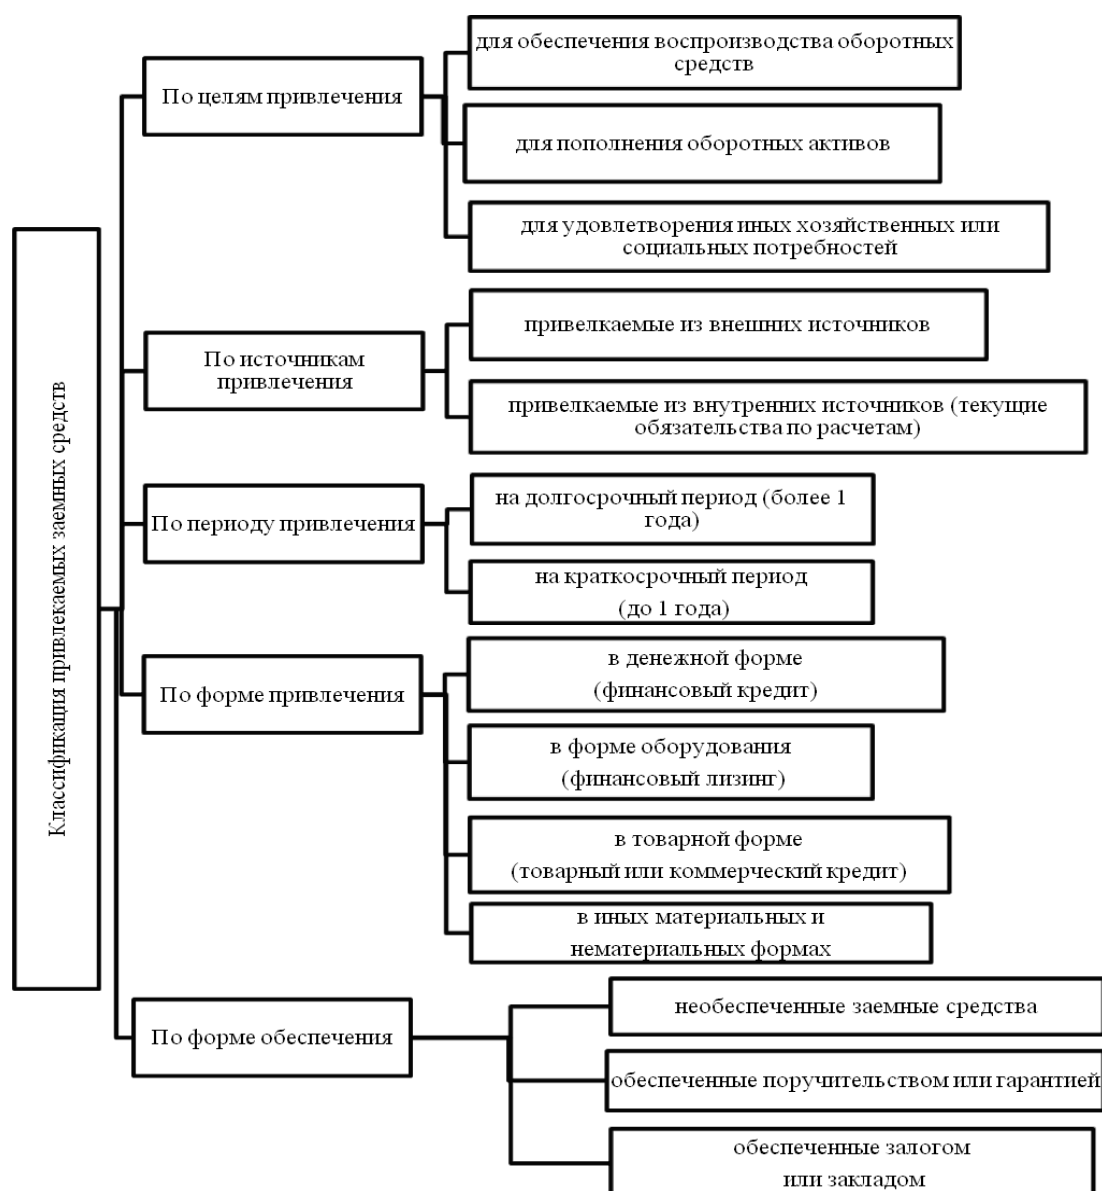 Классификация привлекаемых заемных средств
По целям привлечения
для обеспечения воспроизводства оборотных
средств
для пополнения оборотных активов
для удовлетворения иных хозяйственных или
социальных потребностей
По источникам
привлечения
привелкаемые из внешних источников
привелкаемые из внутренних источников (текущие
обязательства по расчетам)
По периоду привлечения
на долгосрочный период (более 1
года)
на краткосрочный период
(до 1 года)
По форме привлечения
в денежной форме
(финансовый кредит)
в форме оборудования
(финансовый лизинг)
в товарной форме
(товарный или коммерческий кредит)
в иных материальных и
нематериальных формах
По форме обеспечения
необеспеченные заемные средства
обеспеченные поручительством или гарантией
обеспеченные залогом
или закладом